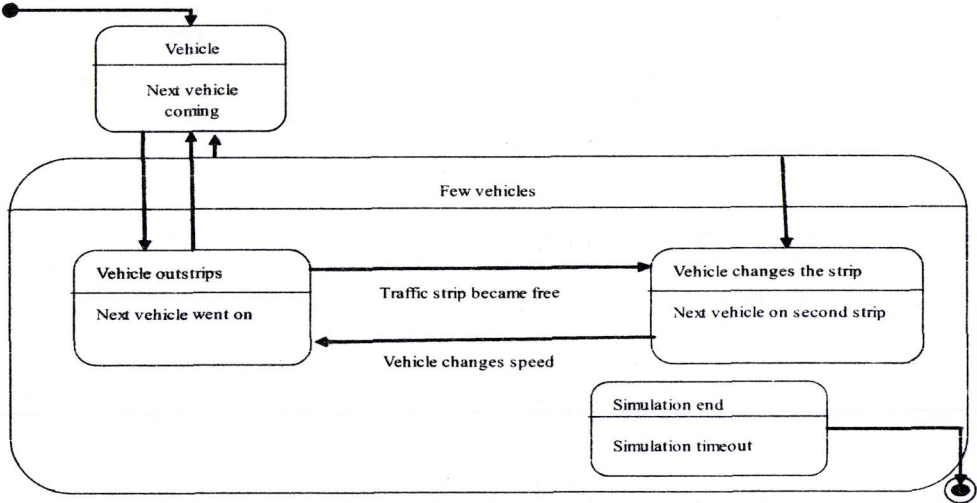 Vehicle
Next vehicle
coming
Few vehicles
Vehicle outstrips
Next vehicle went on
Traffic strip became free
Vehicle changes the strip
Next vehicle on second strip
Vehicle changes speed
Simulation end
Simulation timeout